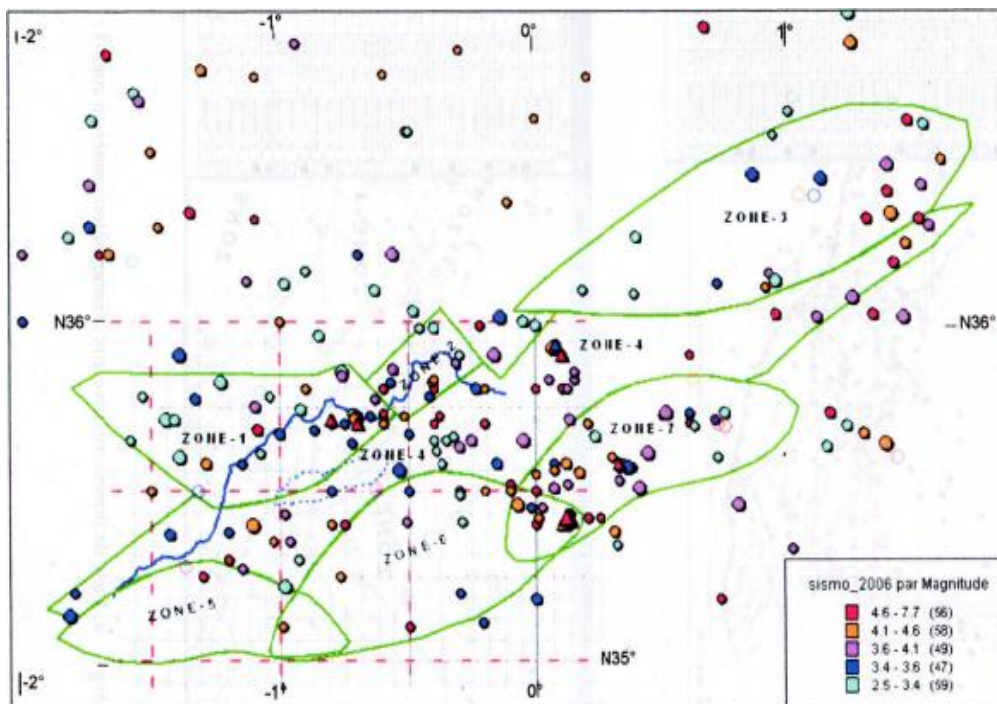 |-2° -1° 0° 1°
ZONE-3
N36° N36°
ZONE-4
ZONE-2
ZONE-1
ZONE-4
ZONE-7
ZONE-6
ZONE-5
N35°
|-2° -1° 0°
sismo_2006 par Magnitude
4.6 - 7.7 (56)
4.1 - 4.6 (58)
3.6 - 4.1 (49)
3.4 - 3.6 (47)
2.5 - 3.4 (59)